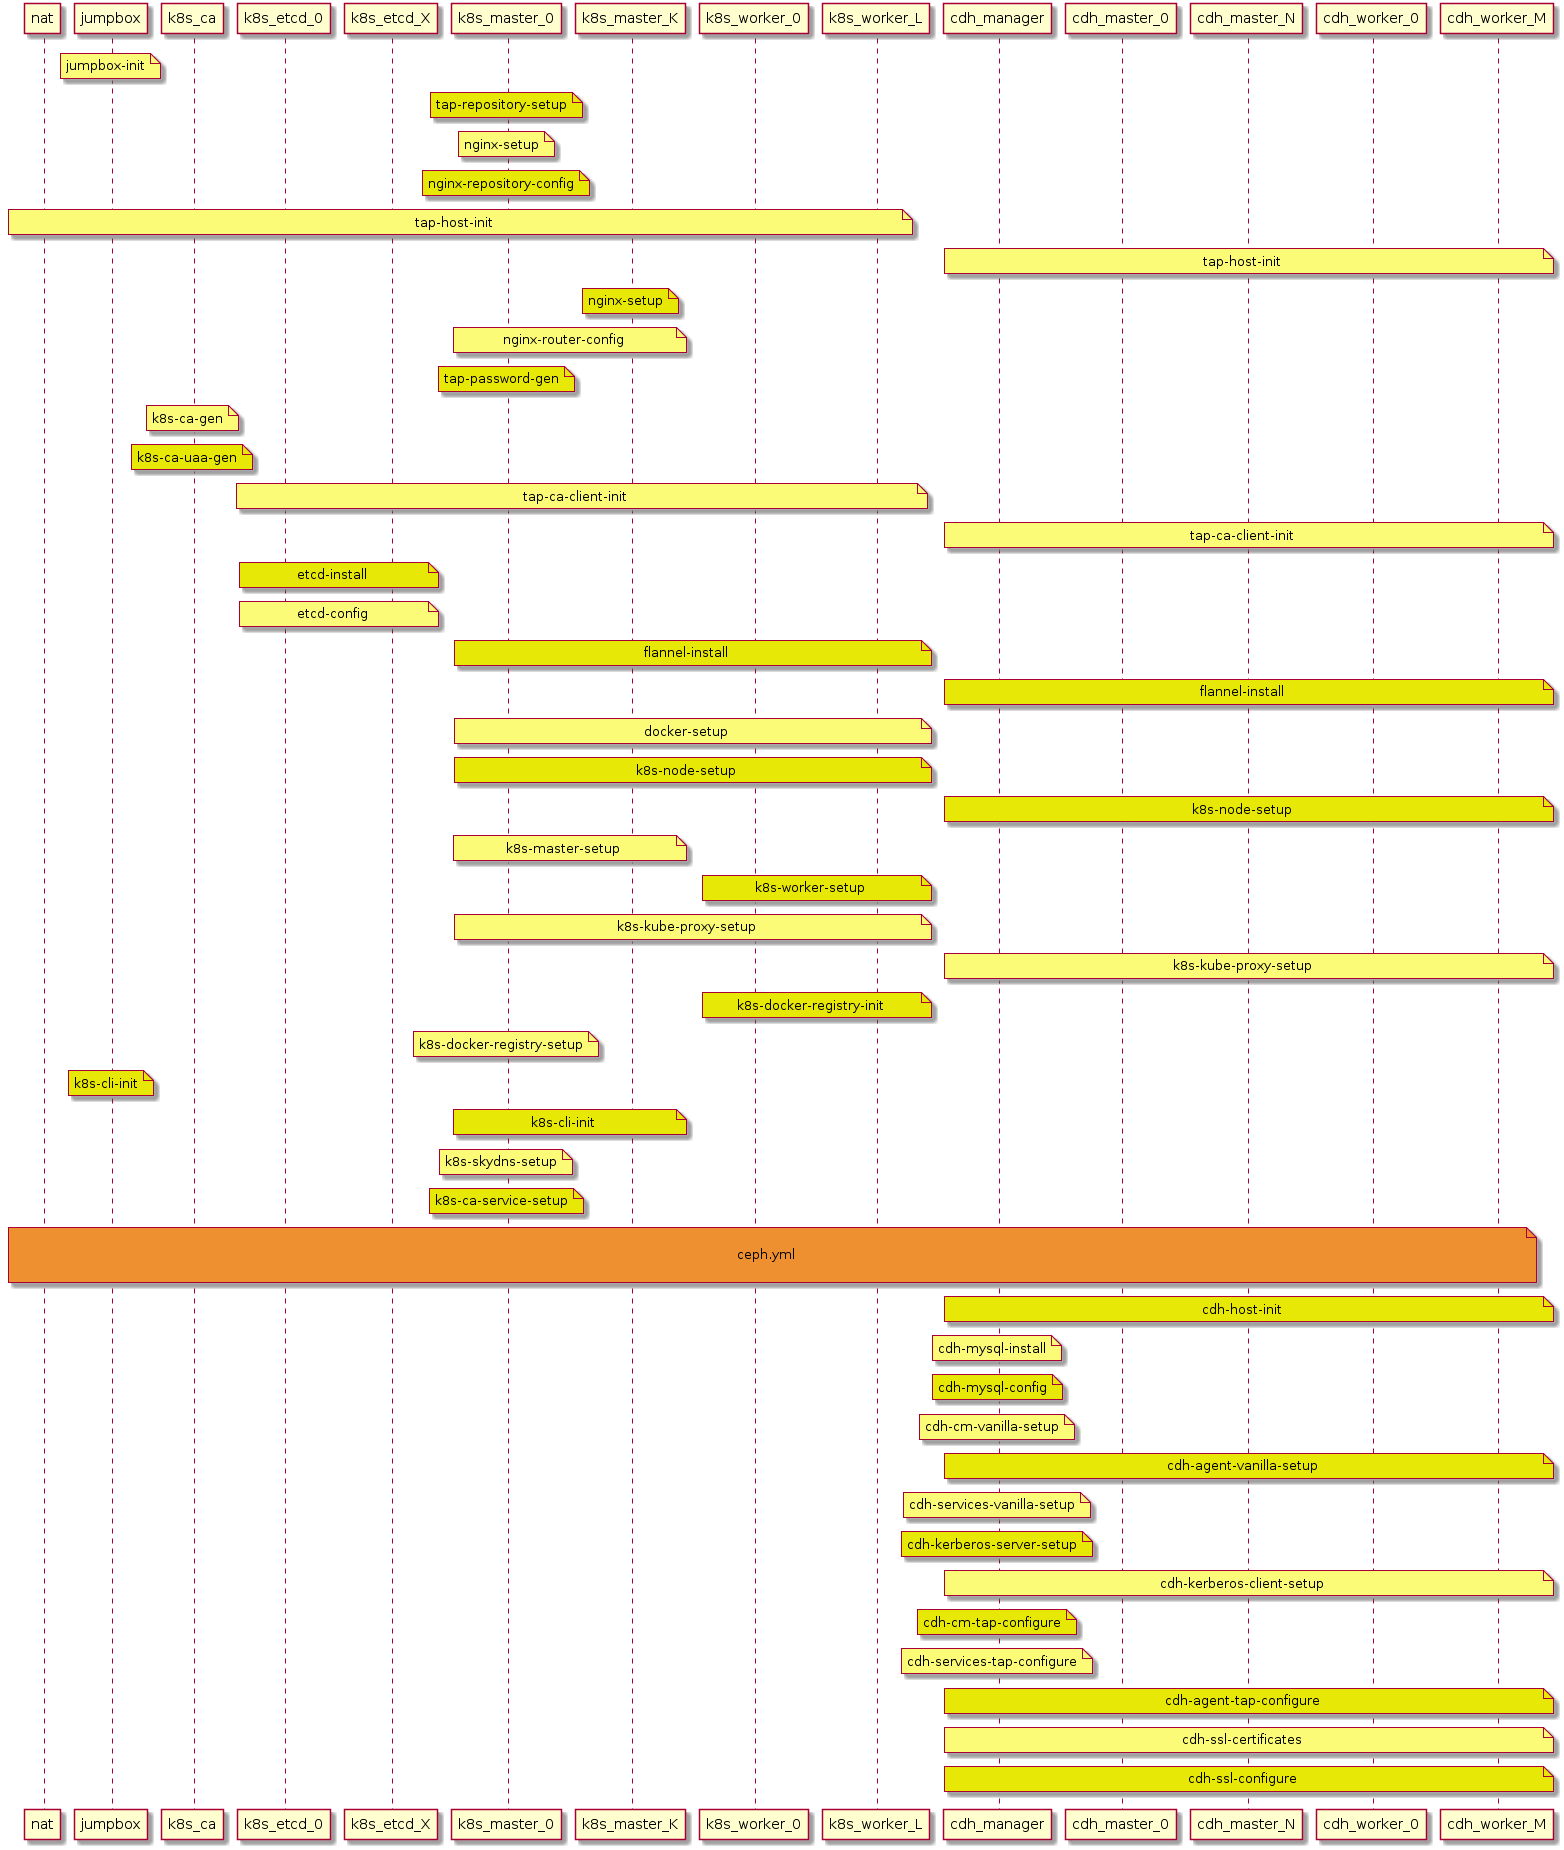 nat jumpbox k8s_ca k8s_etcd_0 k8s_etcd_X k8s_master_0 k8s_master_K k8s_worker_0 k8s_worker_L cdh_manager cdh_master_0 cdh_master_N cdh_worker_0 cdh_worker_M
jumpbox-init
tap-repository-setup
nginx-setup
nginx-repository-config
tap-host-init
tap-host-init
nginx-setup
nginx-router-config
tap-password-gen
k8s-ca-gen
k8s-ca-uaa-gen
tap-ca-client-init
tap-ca-client-init
etcd-install
etcd-config
flannel-install
flannel-install
docker-setup
k8s-node-setup
k8s-node-setup
k8s-master-setup
k8s-worker-setup
k8s-kube-proxy-setup
k8s-kube-proxy-setup
k8s-docker-registry-init
k8s-docker-registry-setup
k8s-cli-init
k8s-cli-init
k8s-skydns-setup
k8s-ca-service-setup
ceph.yml
cdh-host-init
cdh-mysql-install
cdh-mysql-config
cdh-cm-vanilla-setup
cdh-agent-vanilla-setup
cdh-services-vanilla-setup
cdh-kerberos-server-setup
cdh-kerberos-client-setup
cdh-cm-tap-configure
cdh-services-tap-configure
cdh-agent-tap-configure
cdh-ssl-certificates
cdh-ssl-configure
nat jumpbox k8s_ca k8s_etcd_0 k8s_etcd_X k8s_master_0 k8s_master_K k8s_worker_0 k8s_worker_L cdh_manager cdh_master_0 cdh_master_N cdh_worker_0 cdh_worker_M